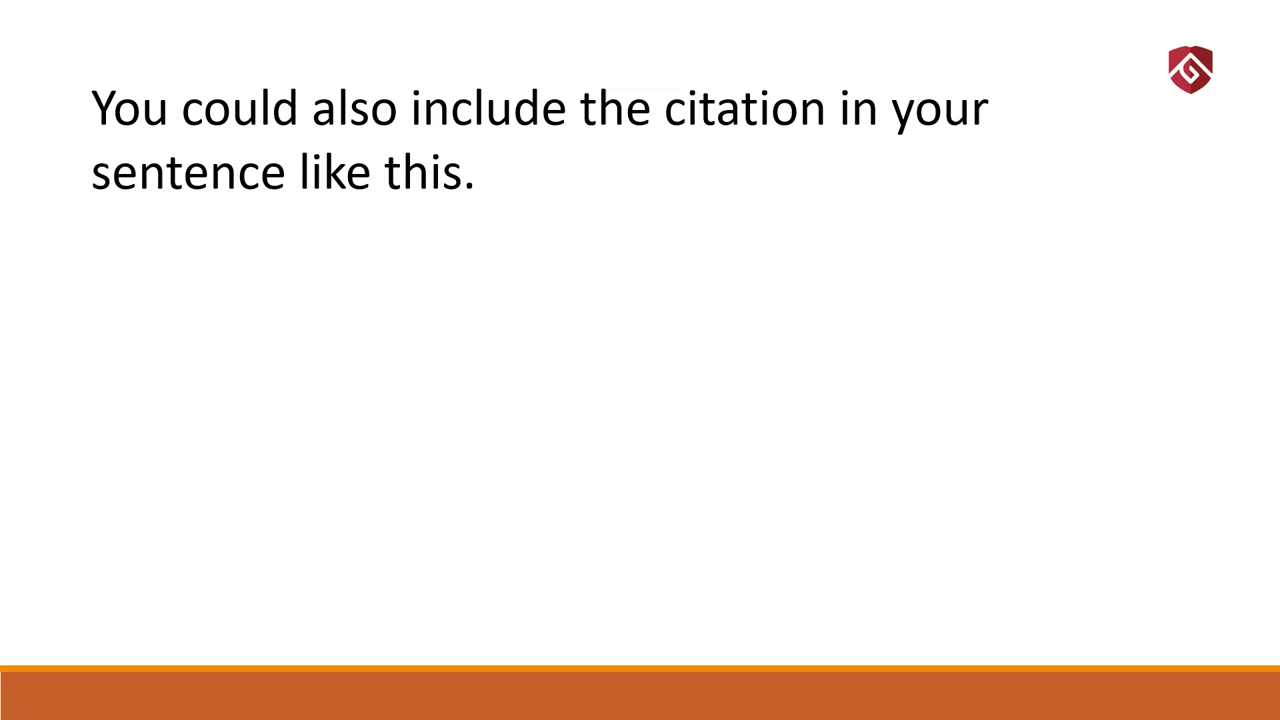 You could also include the citation in your
sentence like this.